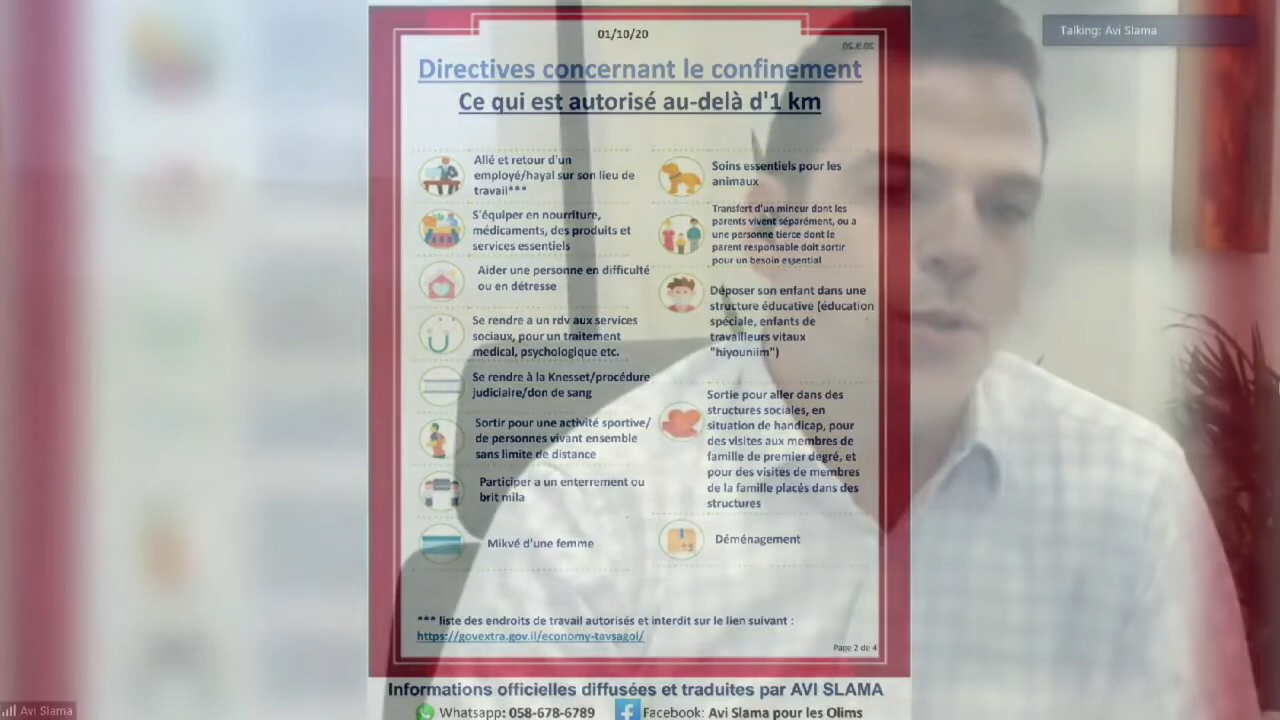 Talking: Avi Slama
01/10/20
Directives concernant le confinement
Ce qui est autorisé au-delà d'1 km
Allé et retour d'un
employé/hayal sur son lieu de
travail***
S'équiper en nourriture,
médicaments, des produits et
services essentiels
Aider une personne en difficulté
ou en détresse
Se rendre a un rdv aux services
sociaux, pour un traitement
medical, psychologique etc.
Se rendre à la Knesset/procédure
judiciaire/don de sang
Sortir pour une activité sportive/
de personnes vivant ensemble
sans limite de distance
Participer a un enterrement ou
brit mila
Mikvé d'une femme
Soins essentiels pour les
animaux
Transfert d'un mineur dont les
parents vivent séparément, ou a
une personne tierce dont le
parent responsable doit sortir
pour un besoin essential
Déposer son enfant dans une
structure éducative (éducation
spéciale, enfants de
travailleurs vitaux
"hiyouniim")
Sortie pour aller dans des
structures sociales, en
situation de handicap, pour
des visites aux membres de
famille de premier degré, et
pour des visites de membres
de la famille placés dans des
structures
Déménagement
*** liste des endroits de travail autorisés et interdit sur le lien suivant :
https://govextra.gov.il/economy-tavsagol/
Page 2 de 4
Informations officielles diffusées et traduites par AVI SLAMA
Whatsapp: 058-678-6789
Facebook: Avi Slama pour les Olims
Avi Slama